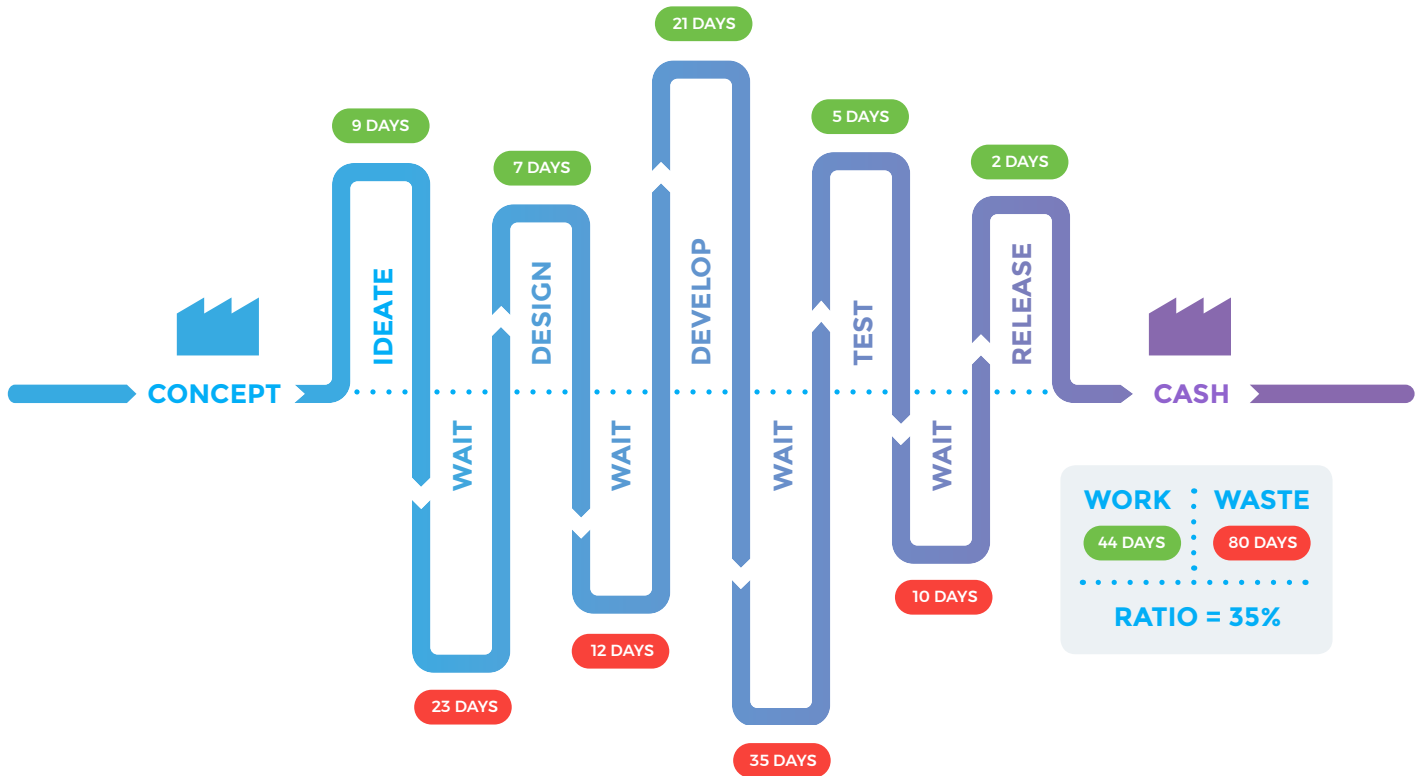 21 DAYS
9 DAYS
5 DAYS
7 DAYS
2 DAYS
IDEATE
DESIGN
DEVELOP
TEST
RELEASE
CONCEPT
CASH
WAIT
WAIT
WAIT
WAIT
23 DAYS
12 DAYS
35 DAYS
10 DAYS
WORK WASTE
44 DAYS 80 DAYS
RATIO = 35%